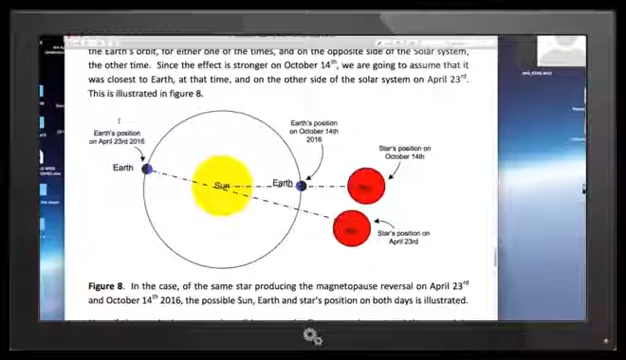 the Earth's orbit, for either one of the times, and on the opposite side of the Solar system,
the other time. Since the effect is stronger on October 14th, we are going to assume that it
was closest to Earth, at that time, and on the other side of the solar system on April 23rd.
This is illustrated in figure 8.
Earth's position
on April 23rd 2016
Earth's position
on October 14th
2016
Star's position on
October 14th
Earth
Sun
Earth
Star's position on
April 23rd
Figure 8. In the case, of the same star producing the magnetopause reversal on April 23rd
and October 14th 2016, the possible Sun, Earth and star's position on both days is illustrated.